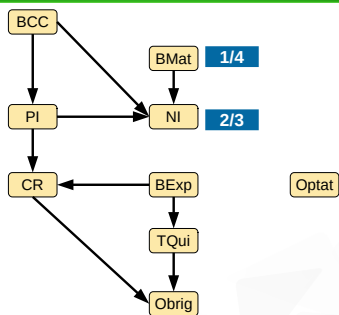 BCC
BMat 1/4
PI NI 2/3
CR BExp Optat
TQui
Obrig